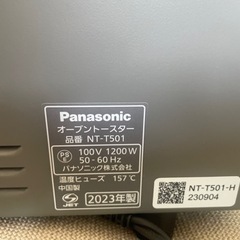 Panasonic
オーブントースター
品番 NT-T501
PS E
100V 1200W
50-60Hz
パナソニック株式会社
温度ヒューズ 157℃
中国製
JET
2023年製
NT-T501-H
230904